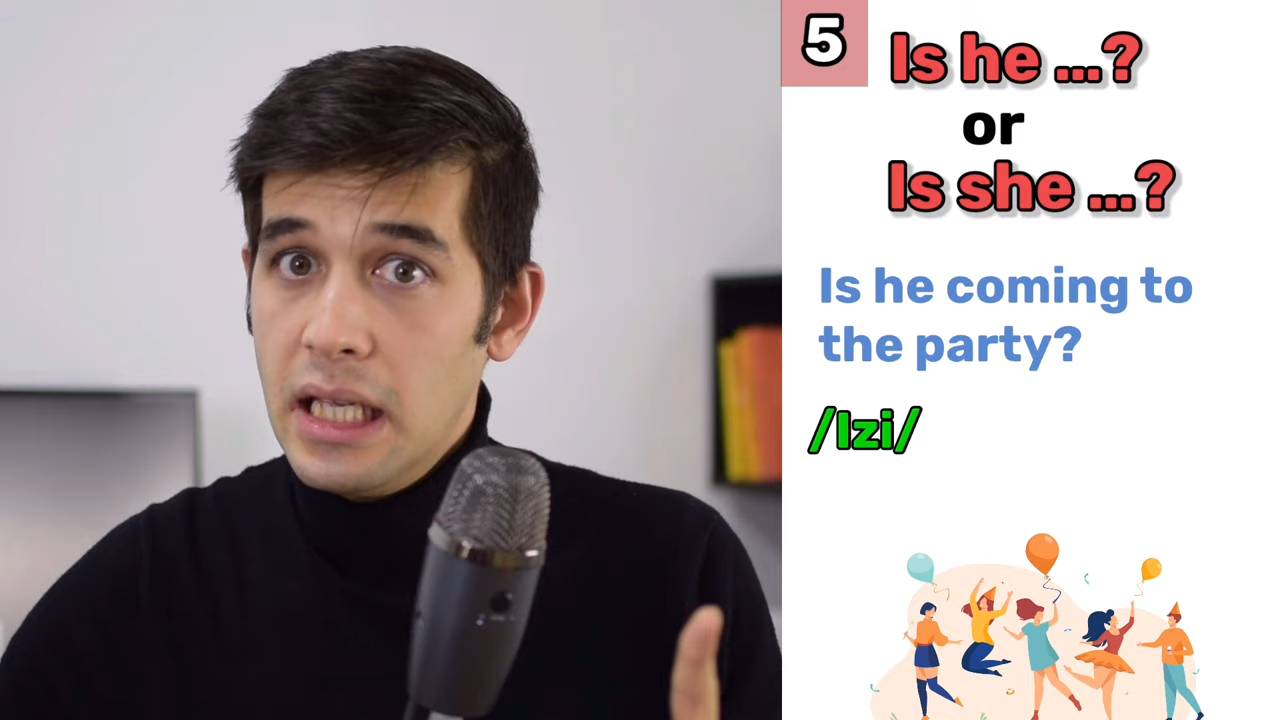 5
Is he ...?
or
Is she ...?
Is he coming to
the party?
/Izi/